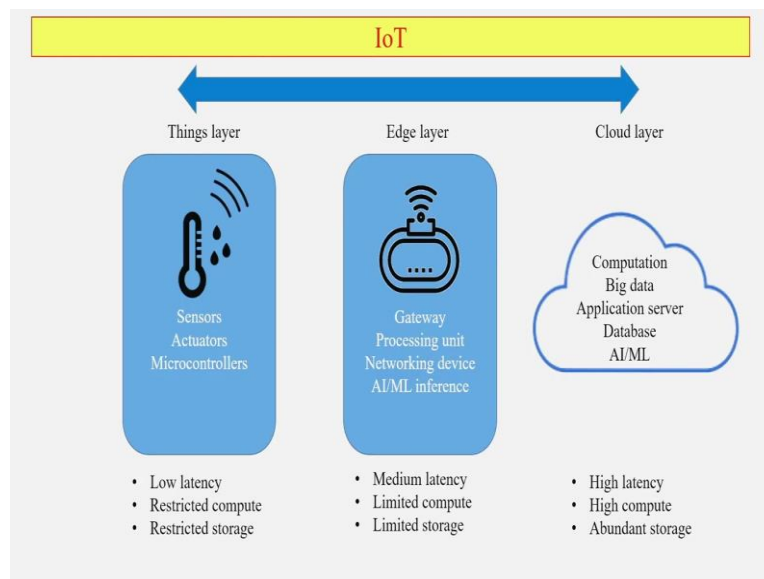 IoT
Things layer
Edge layer
Cloud layer
Sensors
Actuators
Microcontrollers
Gateway
Processing unit
Networking device
AI/ML inference
Computation
Big data
Application server
Database
AI/ML
• Low latency
• Restricted compute
• Restricted storage
• Medium latency
• Limited compute
• Limited storage
• High latency
• High compute
• Abundant storage